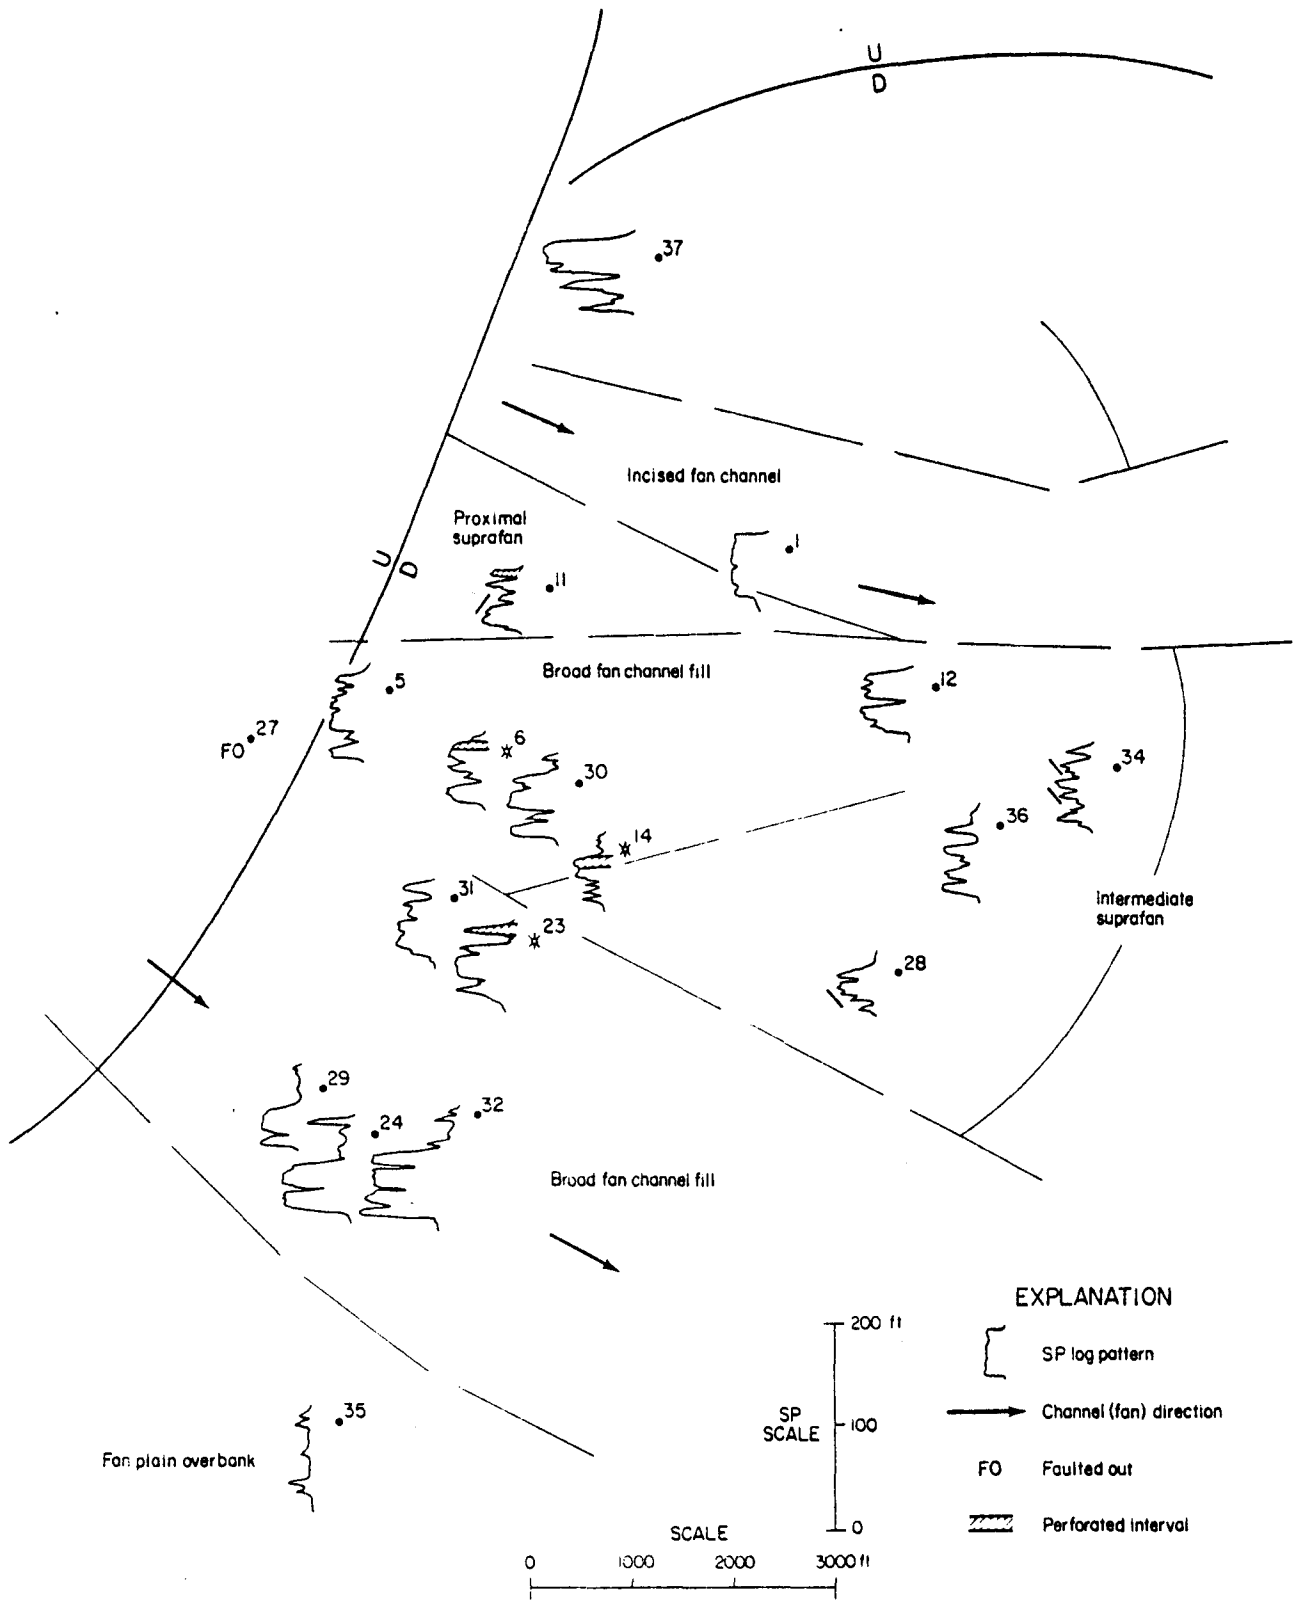 U
D
37
Incised fan channel
Proximal
suprafan
1
11
U
D
Broad fan channel fill
5
12
27
FO
6
30
34
36
14
31
23
Intermediate
suprafan
28
29
24
32
Broad fan channel fill
35
Fan plain overbank
EXPLANATION
SP log pattern
Channel (fan) direction
FO Faulted out
Perforated interval
200 ft
100
0
SP
SCALE
SCALE
0 1000 2000 3000 ft